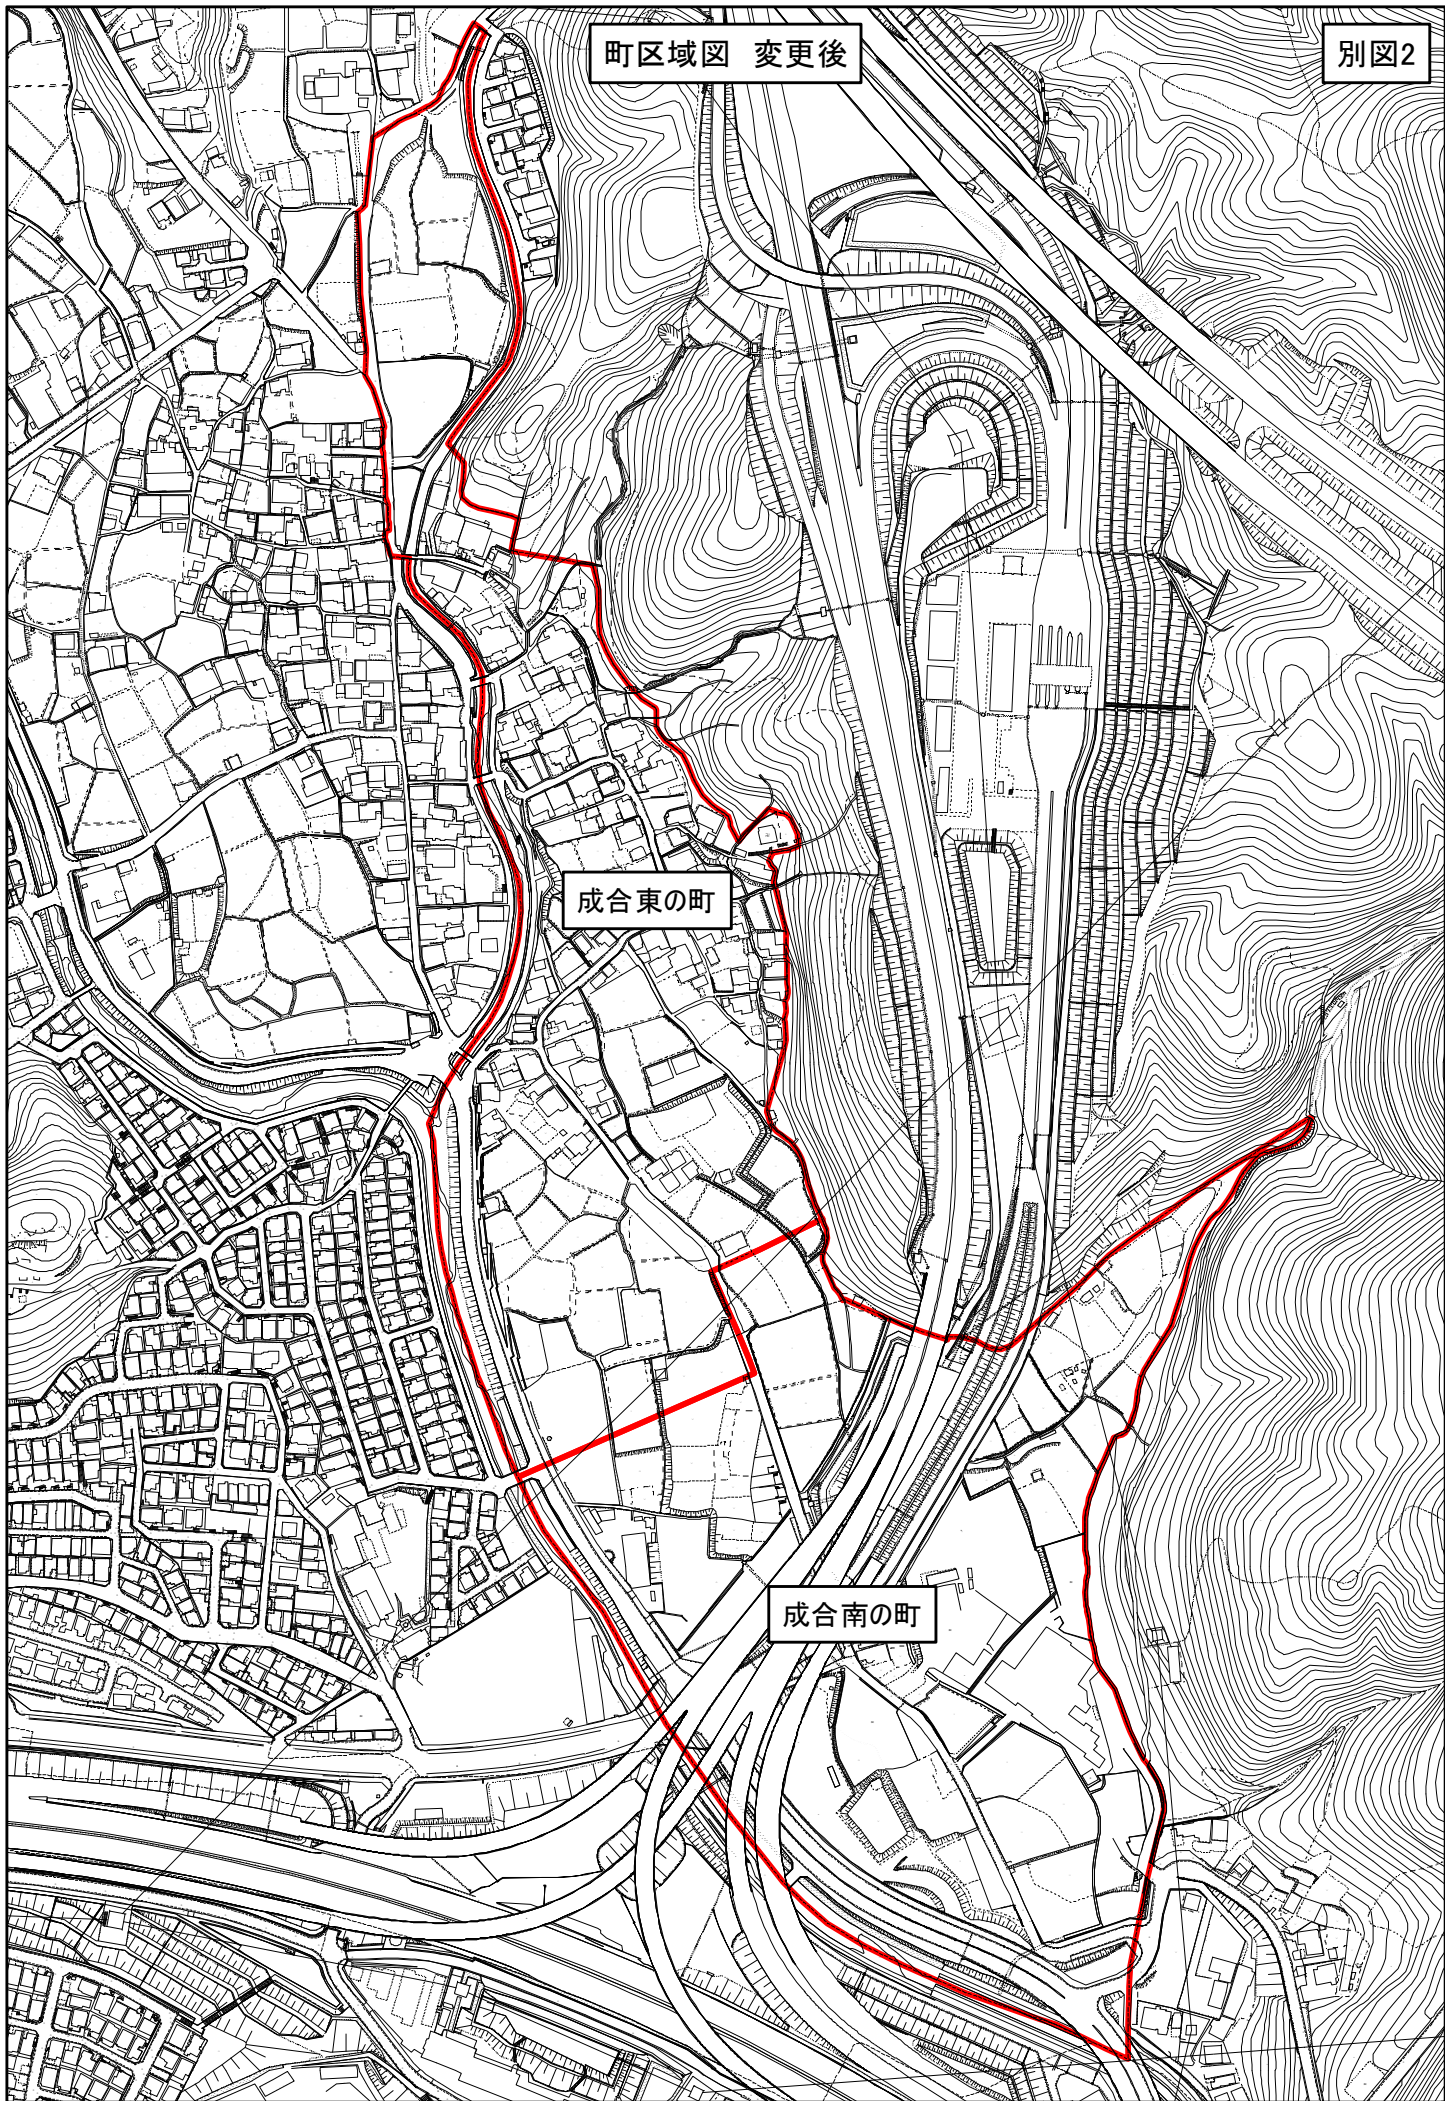 町区域図 変更後
別図2
成合東の町
成合南の町